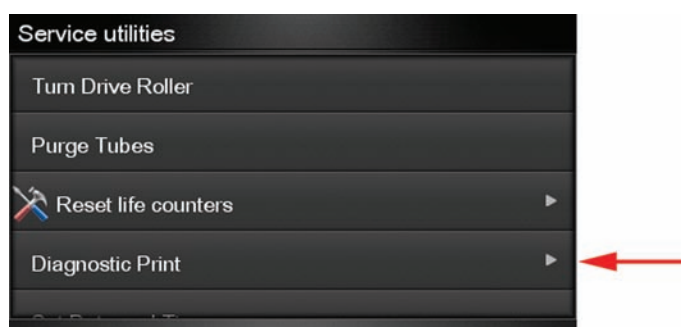 Service utilities
Turn Drive Roller
Purge Tubes
Reset life counters
Diagnostic Print